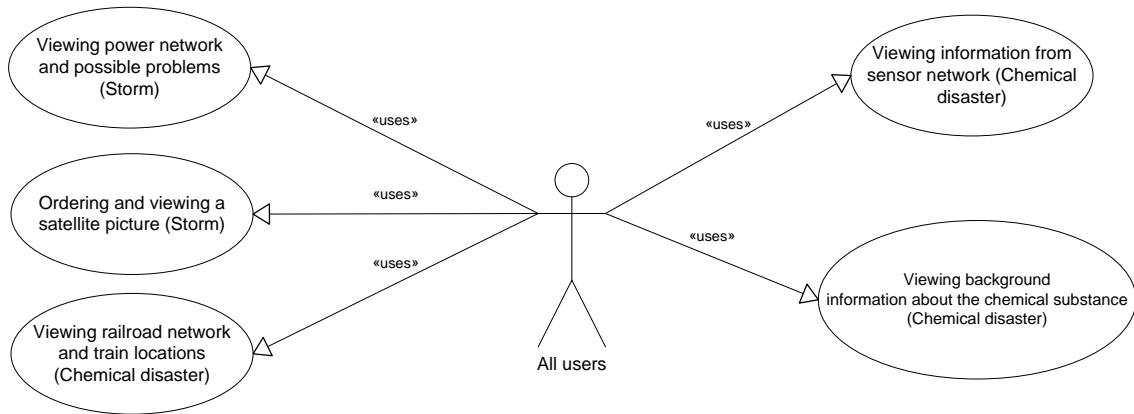 Viewing power network
and possible problems
(Storm)
«uses»
Ordering and viewing a
satellite picture (Storm)
«uses»
Viewing railroad network
and train locations
(Chemical disaster)
«uses»
All users
Viewing information from
sensor network (Chemical
disaster)
«uses»
Viewing background
information about the chemical substance
(Chemical disaster)
«uses»